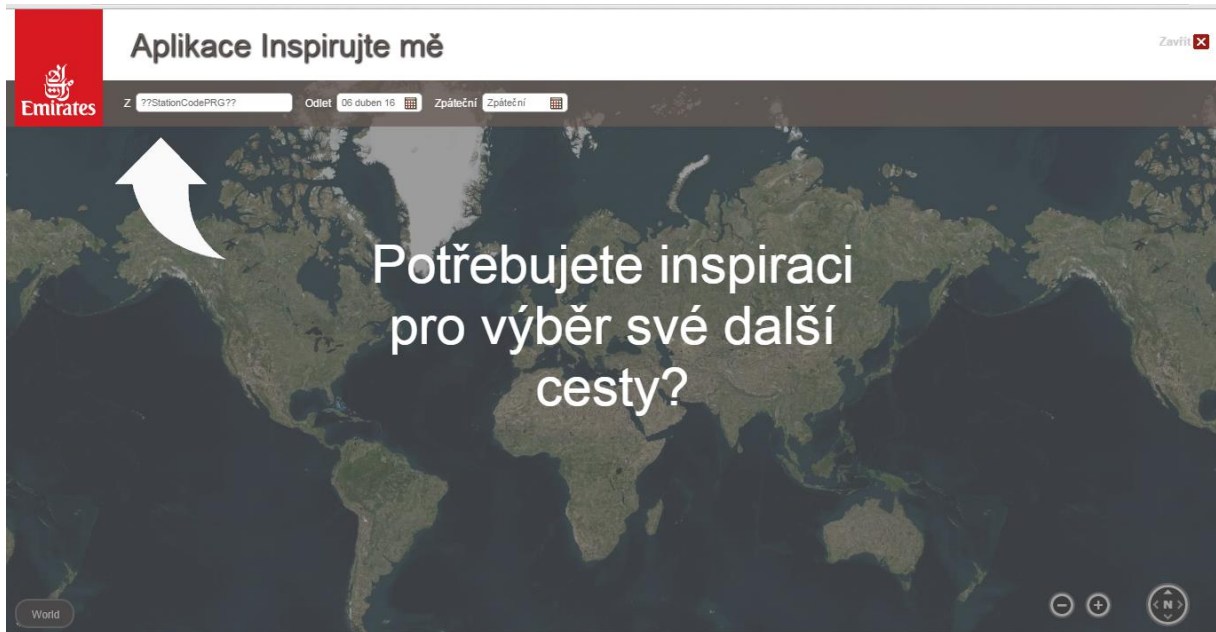 Aplikace Inspirujte mě
Zavřít
Emirates
Z ??StationCodePRG?? Odlet 06 duben 16 Zpáteční Zpáteční
Potřebujete inspiraci
pro výběr své další
cesty?
World
N